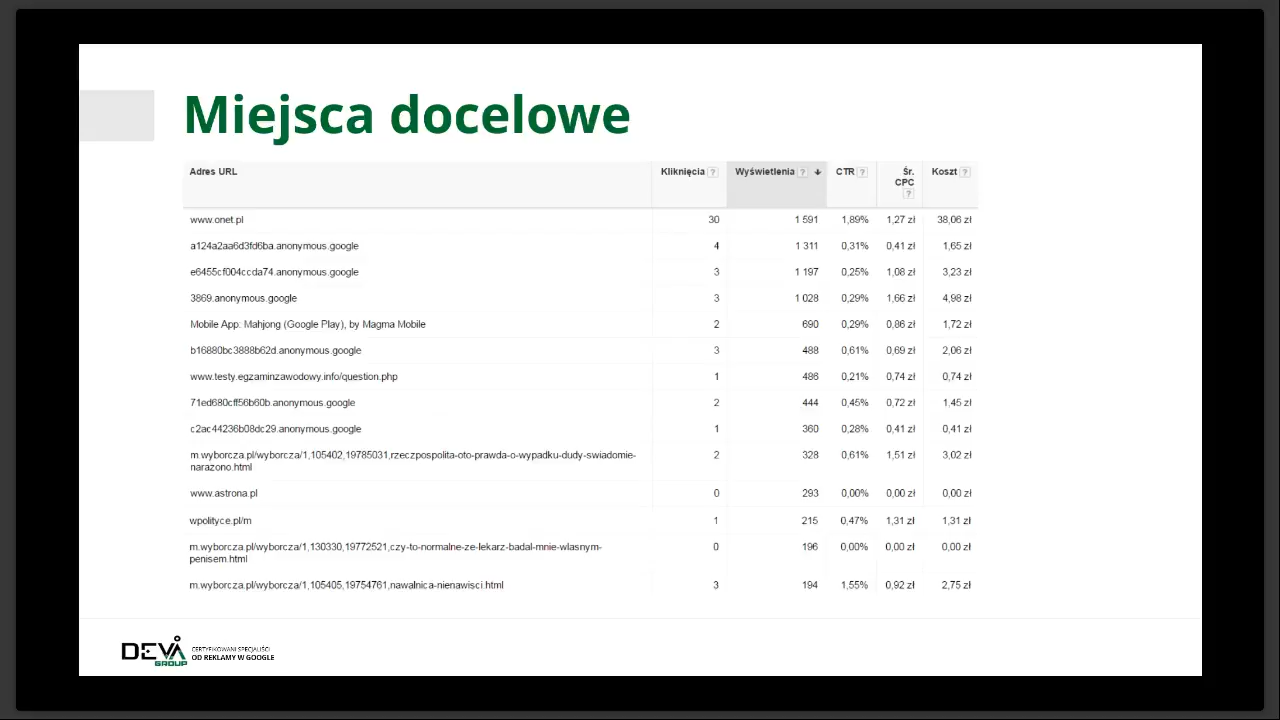 Miejsca docelowe
Adres URL Kliknięcia ? Wyświetlenia ? ↓ CTR ? Śr. CPC ? Koszt ?
www.onet.pl 30 1 591 1,89% 1,27 zł 38,06 zł
a124a2aa6d3fd6ba.anonymous.google 4 1 311 0,31% 0,41 zł 1,65 zł
e6455cf004ccda74.anonymous.google 3 1 197 0,25% 1,08 zł 3,23 zł
3869.anonymous.google 3 1 028 0,29% 1,66 zł 4,98 zł
Mobile App: Mahjong (Google Play), by Magma Mobile 2 690 0,29% 0,86 zł 1,72 zł
b16880bc3888b62d.anonymous.google 3 488 0,61% 0,69 zł 2,06 zł
www.testy.egzaminzawodowy.info/question.php 1 486 0,21% 0,74 zł 0,74 zł
71ed680cff56b60b.anonymous.google 2 444 0,45% 0,72 zł 1,45 zł
c2ac44236b08dc29.anonymous.google 1 360 0,28% 0,41 zł 0,41 zł
m.wyborcza.pl/wyborcza/1,105402,19785031,rzeczpospolita-oto-prawda-o-wypadku-dudy-swiadomie- 2 328 0,61% 1,51 zł 3,02 zł
narazono.html
www.astrona.pl 0 293 0,00% 0,00 zł 0,00 zł
wpolityce.pl/m 1 215 0,47% 1,31 zł 1,31 zł
m.wyborcza.pl/wyborcza/1,130330,19772521,czy-to-normalne-ze-lekarz-badal-mnie-wlasnym- 0 196 0,00% 0,00 zł 0,00 zł
penisem.html
m.wyborcza.pl/wyborcza/1,105405,19754761,nawalnica-nienawisci.html 3 194 1,55% 0,92 zł 2,75 zł
DEVA GROUP
CERTYFIKOWANI SPECJALIŚCI
OD REKLAMY W GOOGLE